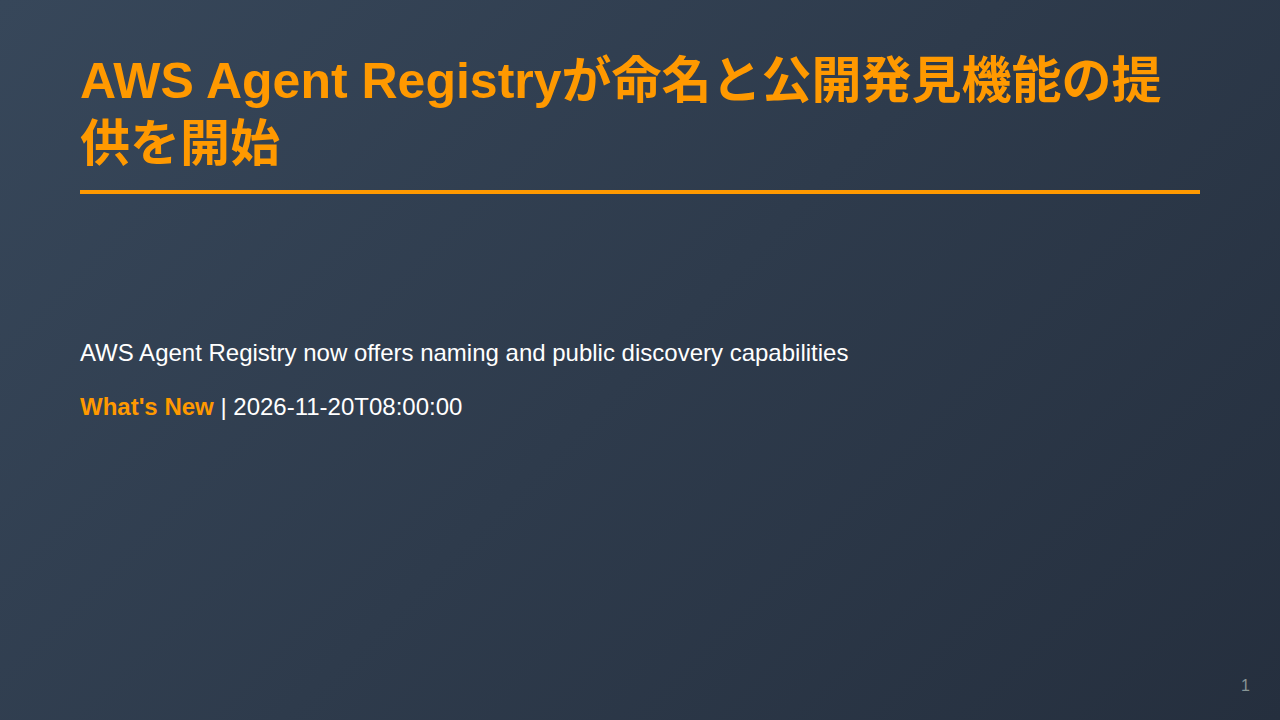 AWS Agent Registryが命名と公開発見機能の提
供を開始
AWS Agent Registry now offers naming and public discovery capabilities
What's New | 2026-11-20T08:00:00
1